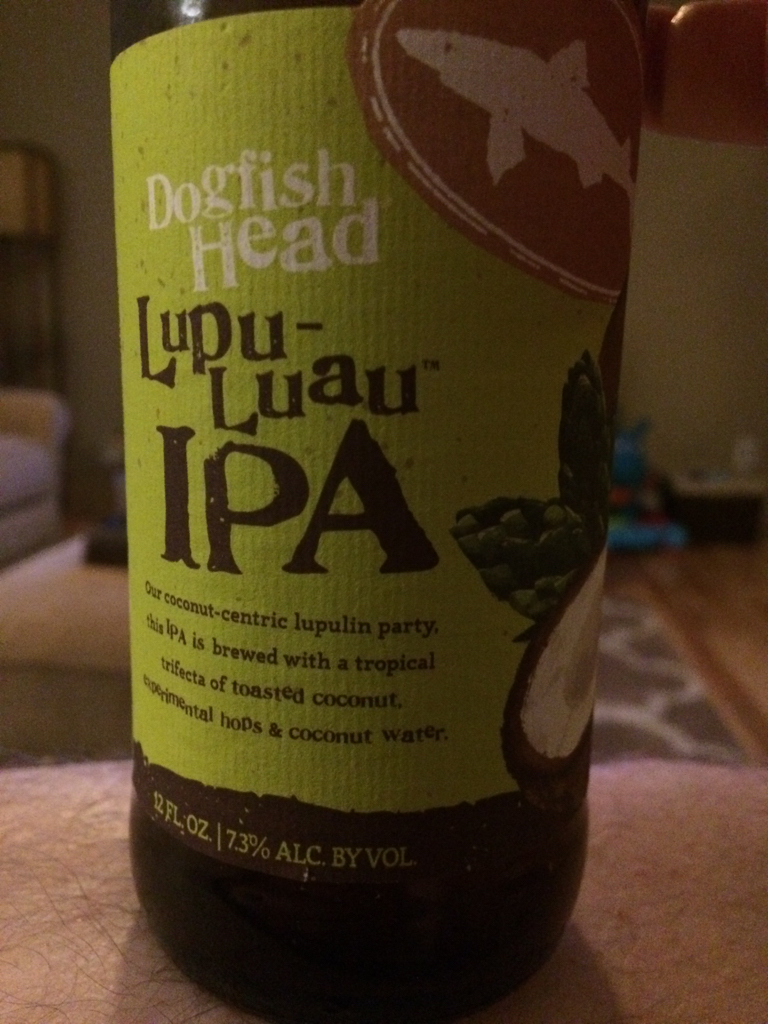 Dogfish
Head
Lupu-
Luau™
IPA
Our coconut-centric lupulin party,
this IPA is brewed with a tropical
trifecta of toasted coconut,
experimental hops & coconut water.
12 FL. OZ. | 7.3% ALC. BY VOL.